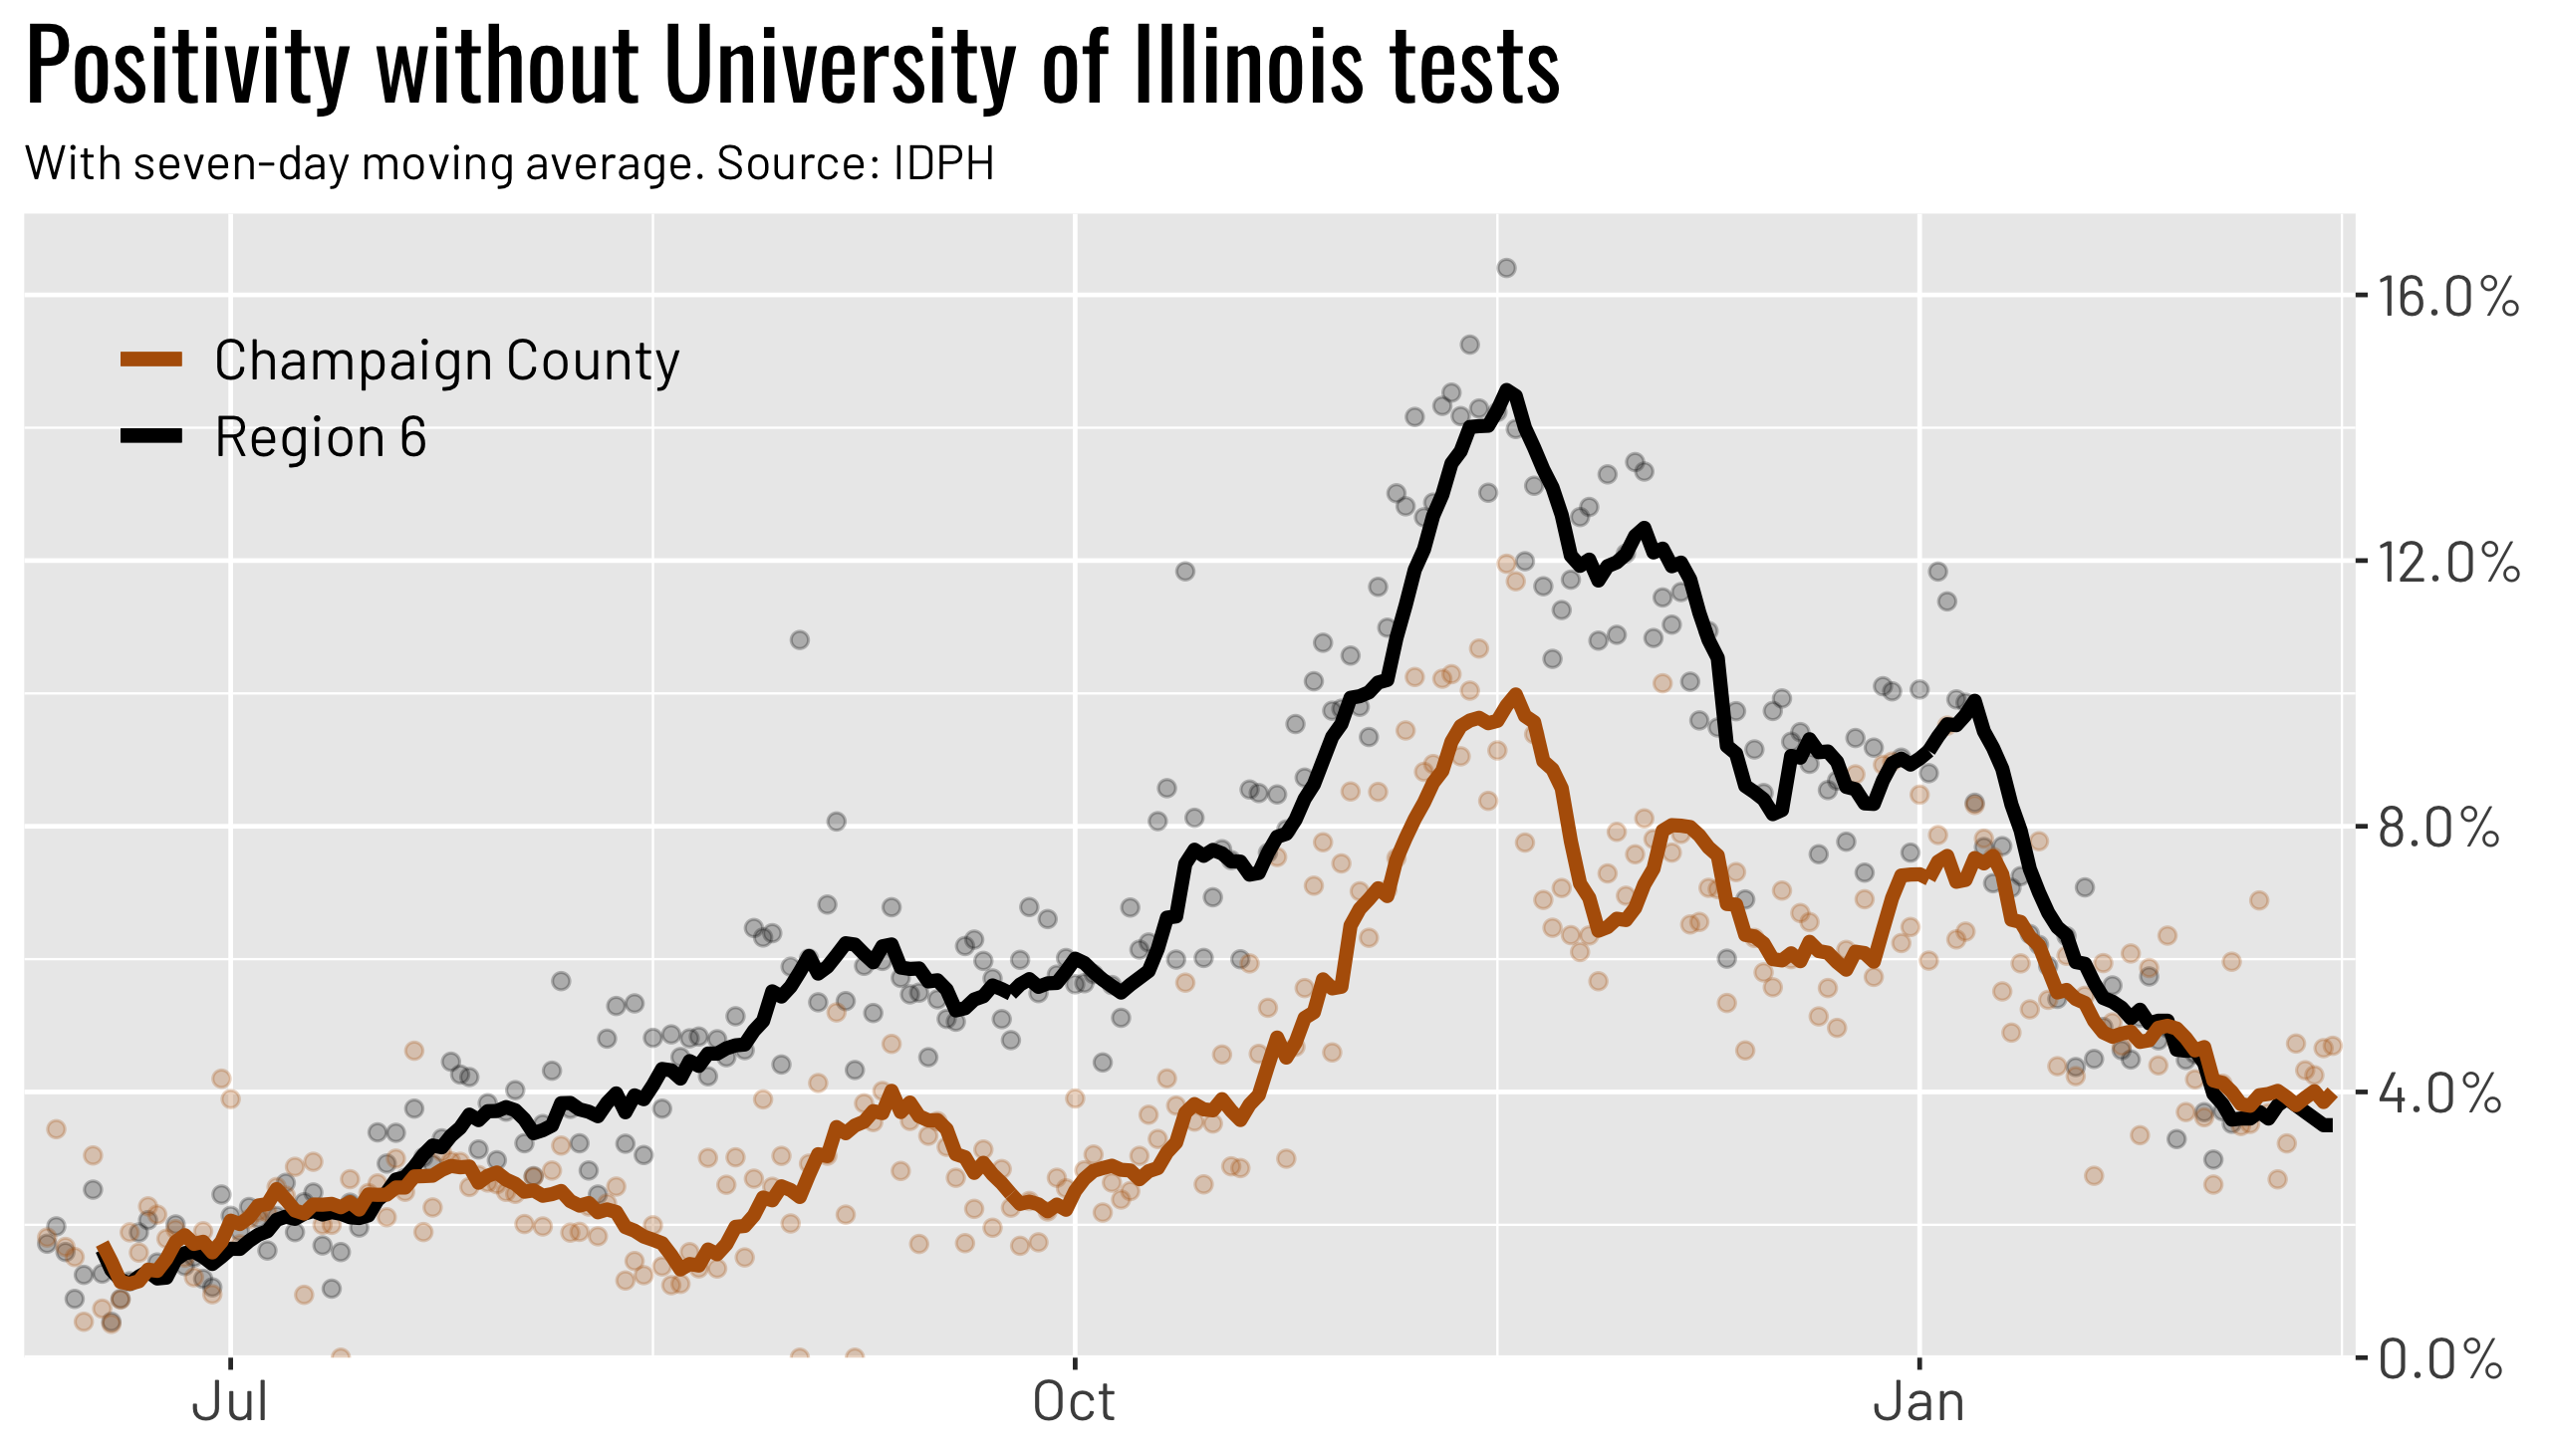 Positivity without University of Illinois tests
With seven-day moving average. Source: IDPH
Champaign County
Region 6
16.0%
12.0%
8.0%
4.0%
0.0%
Jul Oct Jan